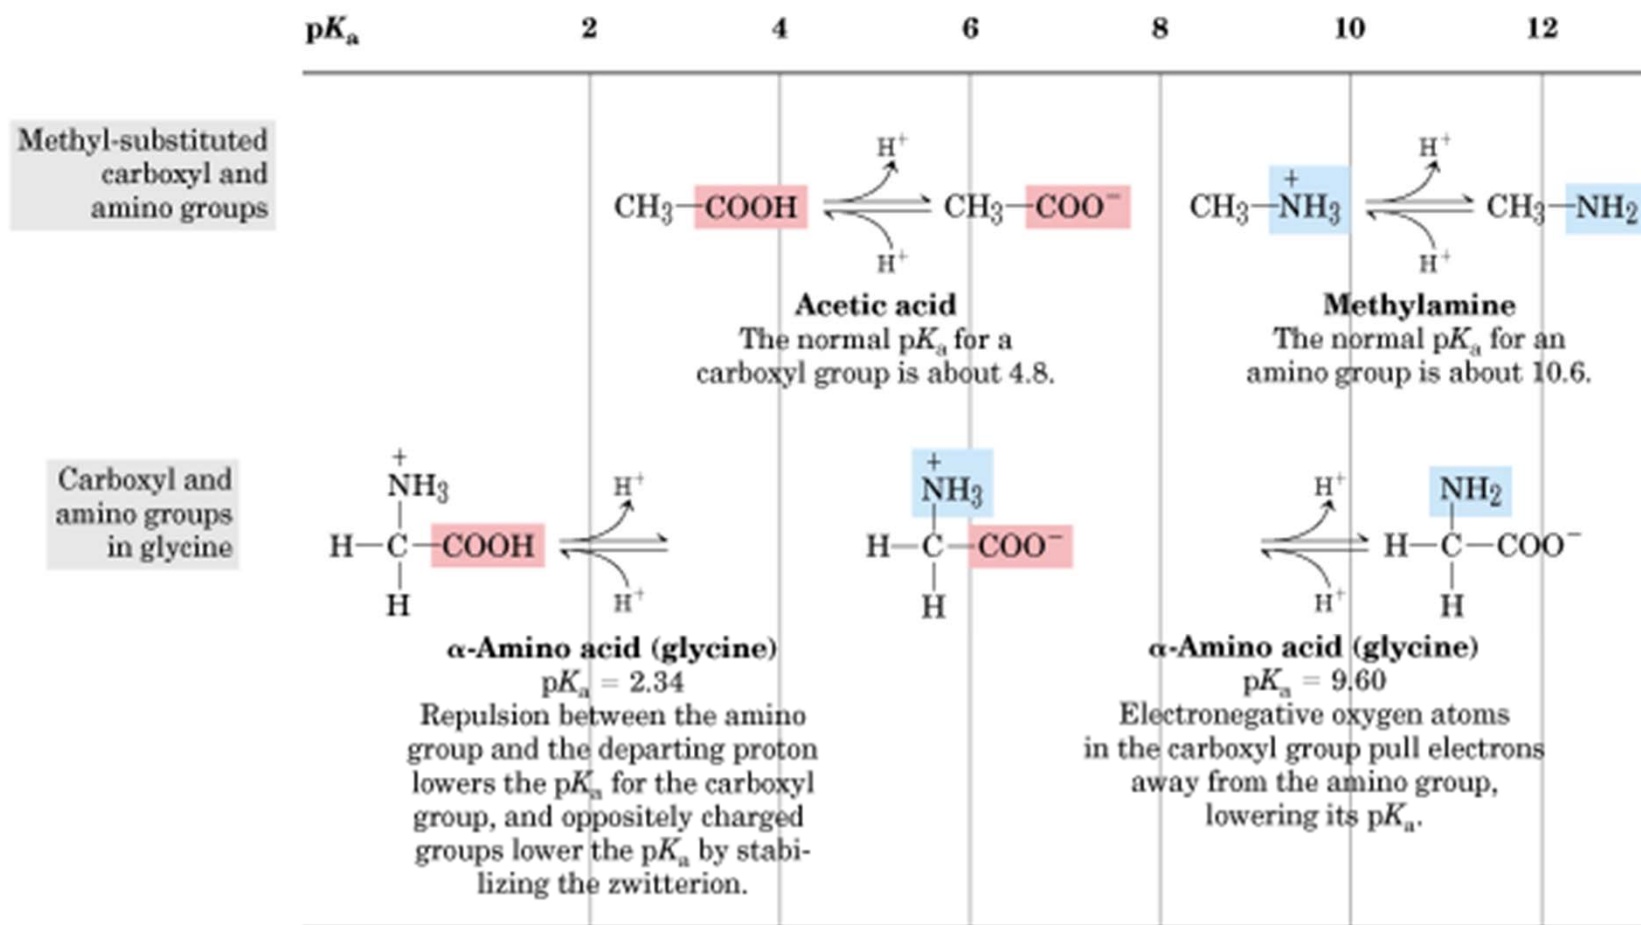 pKa 2 4 6 8 10 12
Methyl-substituted
carboxyl and
amino groups
H+ H+
CH3—COOH CH3—COO− CH3—N+H3 CH3—NH2
H+ H+
Acetic acid
The normal pKa for a
carboxyl group is about 4.8.
Methylamine
The normal pKa for an
amino group is about 10.6.
Carboxyl and
amino groups
in glycine
+ +
NH3 H+ NH3 H+ NH2
H—C—COOH H—C—COO− H—C—COO−
H H+ H H+ H
α-Amino acid (glycine)
pKa = 2.34
Repulsion between the amino
group and the departing proton
lowers the pKa for the carboxyl
group, and oppositely charged
groups lower the pKa by stabi-
lizing the zwitterion.
α-Amino acid (glycine)
pKa = 9.60
Electronegative oxygen atoms
in the carboxyl group pull electrons
away from the amino group,
lowering its pKa.